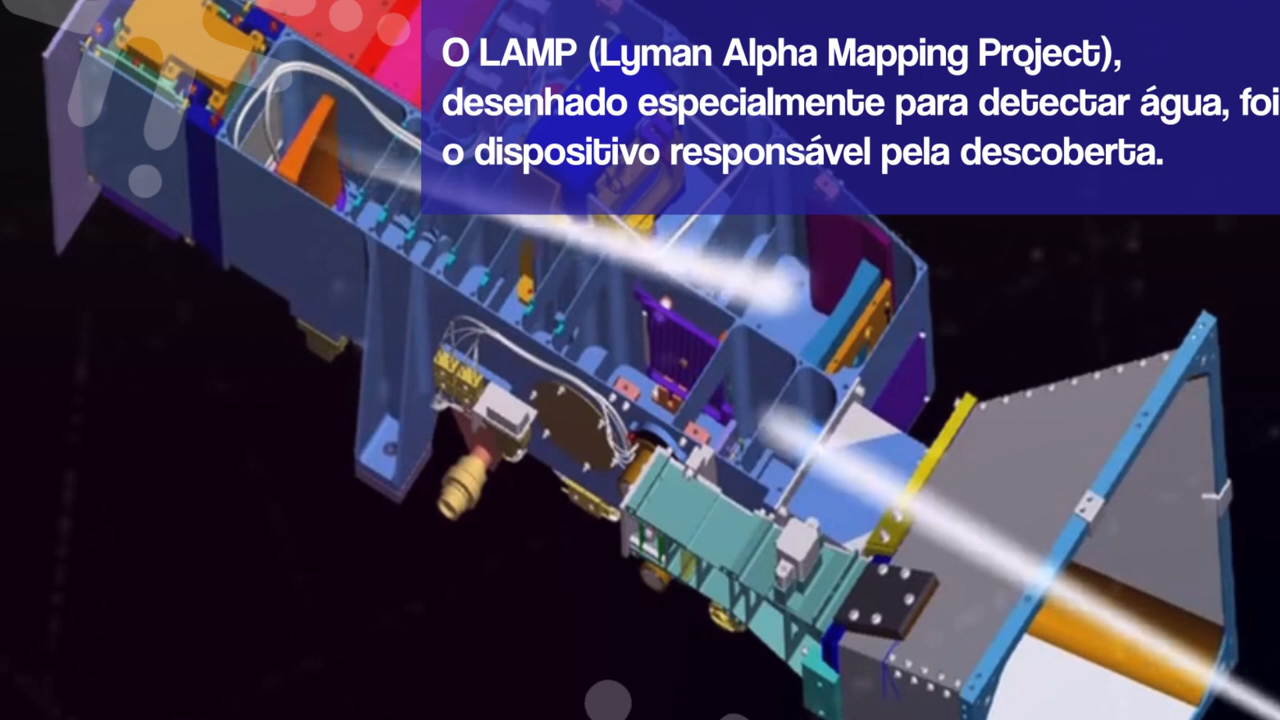 O LAMP (Lyman Alpha Mapping Project),
desenhado especialmente para detectar água, foi
o dispositivo responsável pela descoberta.